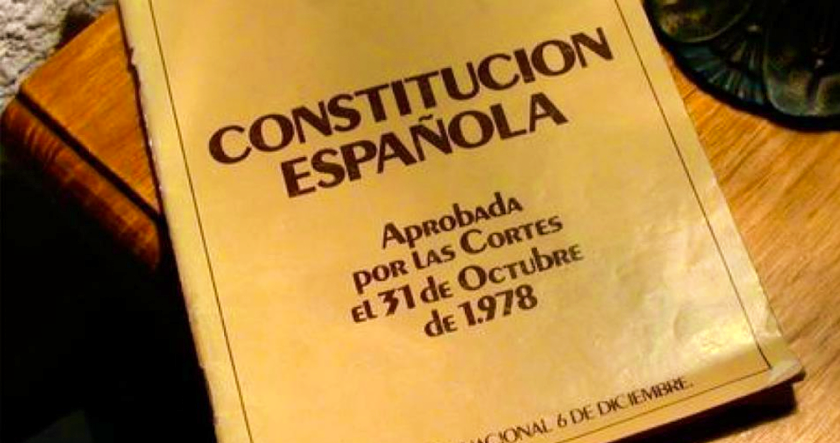 CONSTITUCION
ESPAÑOLA
Aprobada
por las Cortes
el 31 de Octubre
de 1.978
NACIONAL 6 DE DICIEMBRE.